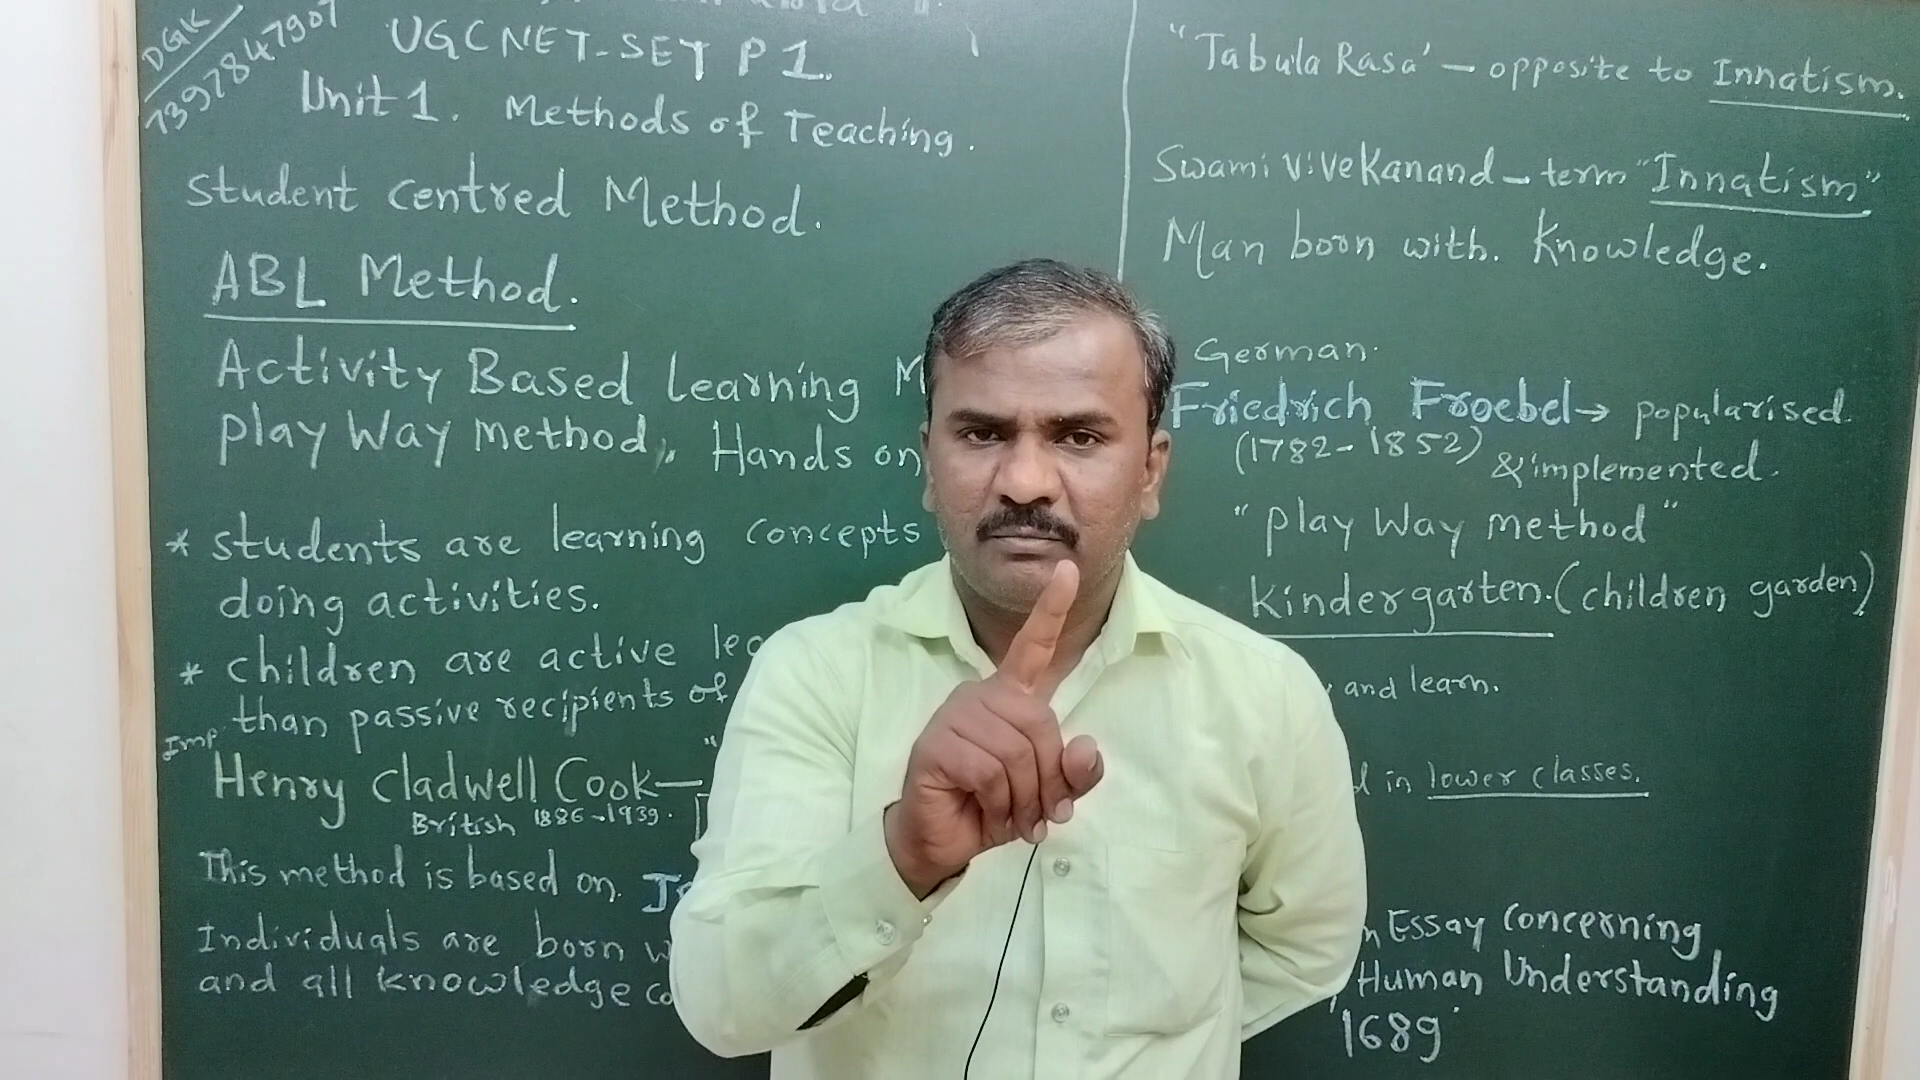 DGK
7397847907
UGC NET-SET P1.
Unit 1. Methods of Teaching.
Student Centred Method.
ABL Method.
Activity Based Learning M
Play Way method, Hands on
* Students are learning concepts
doing activities.
* Children are active lea
than passive recipients of
Imp
Henry Cladwell Cook— "
British 1886-1939.
This method is based on.
Individuals are born w
and all knowledge co
"Tabula Rasa' - opposite to Innatism.
Swami Vivekanand - term "Innatism"
Man born with. Knowledge.
German.
Friedrich Froebel → popularised
(1782-1852) & implemented.
"Play Way method"
Kindergarten. (children garden)
and learn.
d in lower classes.
n Essay Concerning
Human Understanding
'1689'